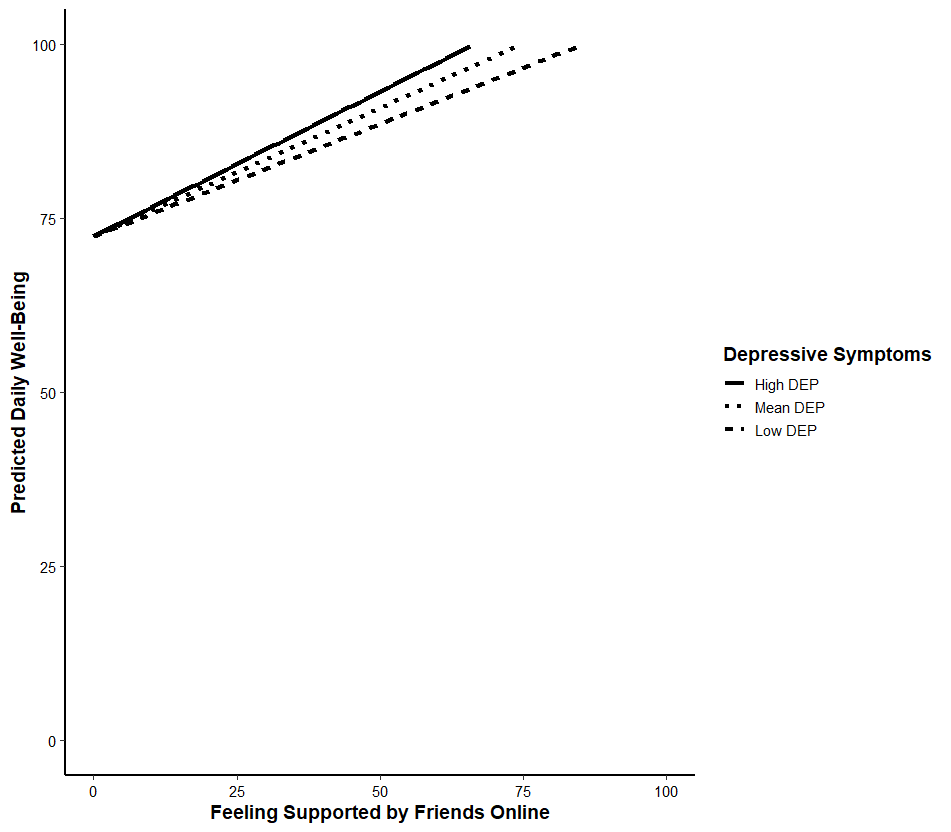 100
75
50
25
0
Predicted Daily Well-Being
0 25 50 75 100
Feeling Supported by Friends Online
Depressive Symptoms
High DEP
Mean DEP
Low DEP